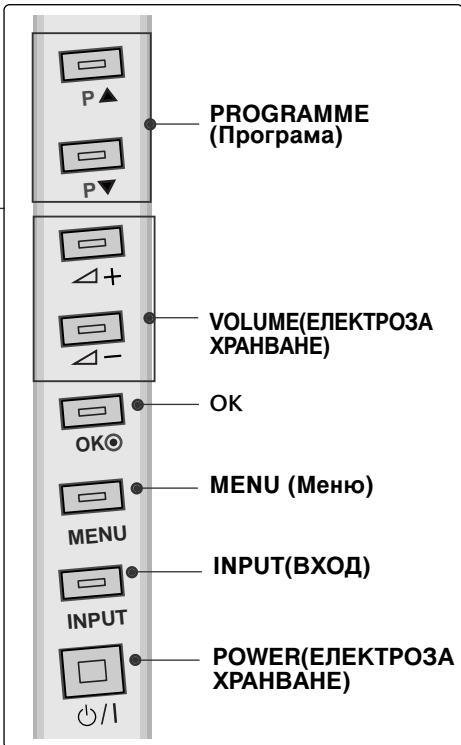 P▲
PROGRAMME
(Програма)
P▼
+
VOLUME(ЕЛЕКТРОЗА
ХРАНВАНЕ)
−
OK
OK
MENU (Меню)
MENU
INPUT(ВХОД)
INPUT
POWER(ЕЛЕКТРОЗА
ХРАНВАНЕ)
⏻/I